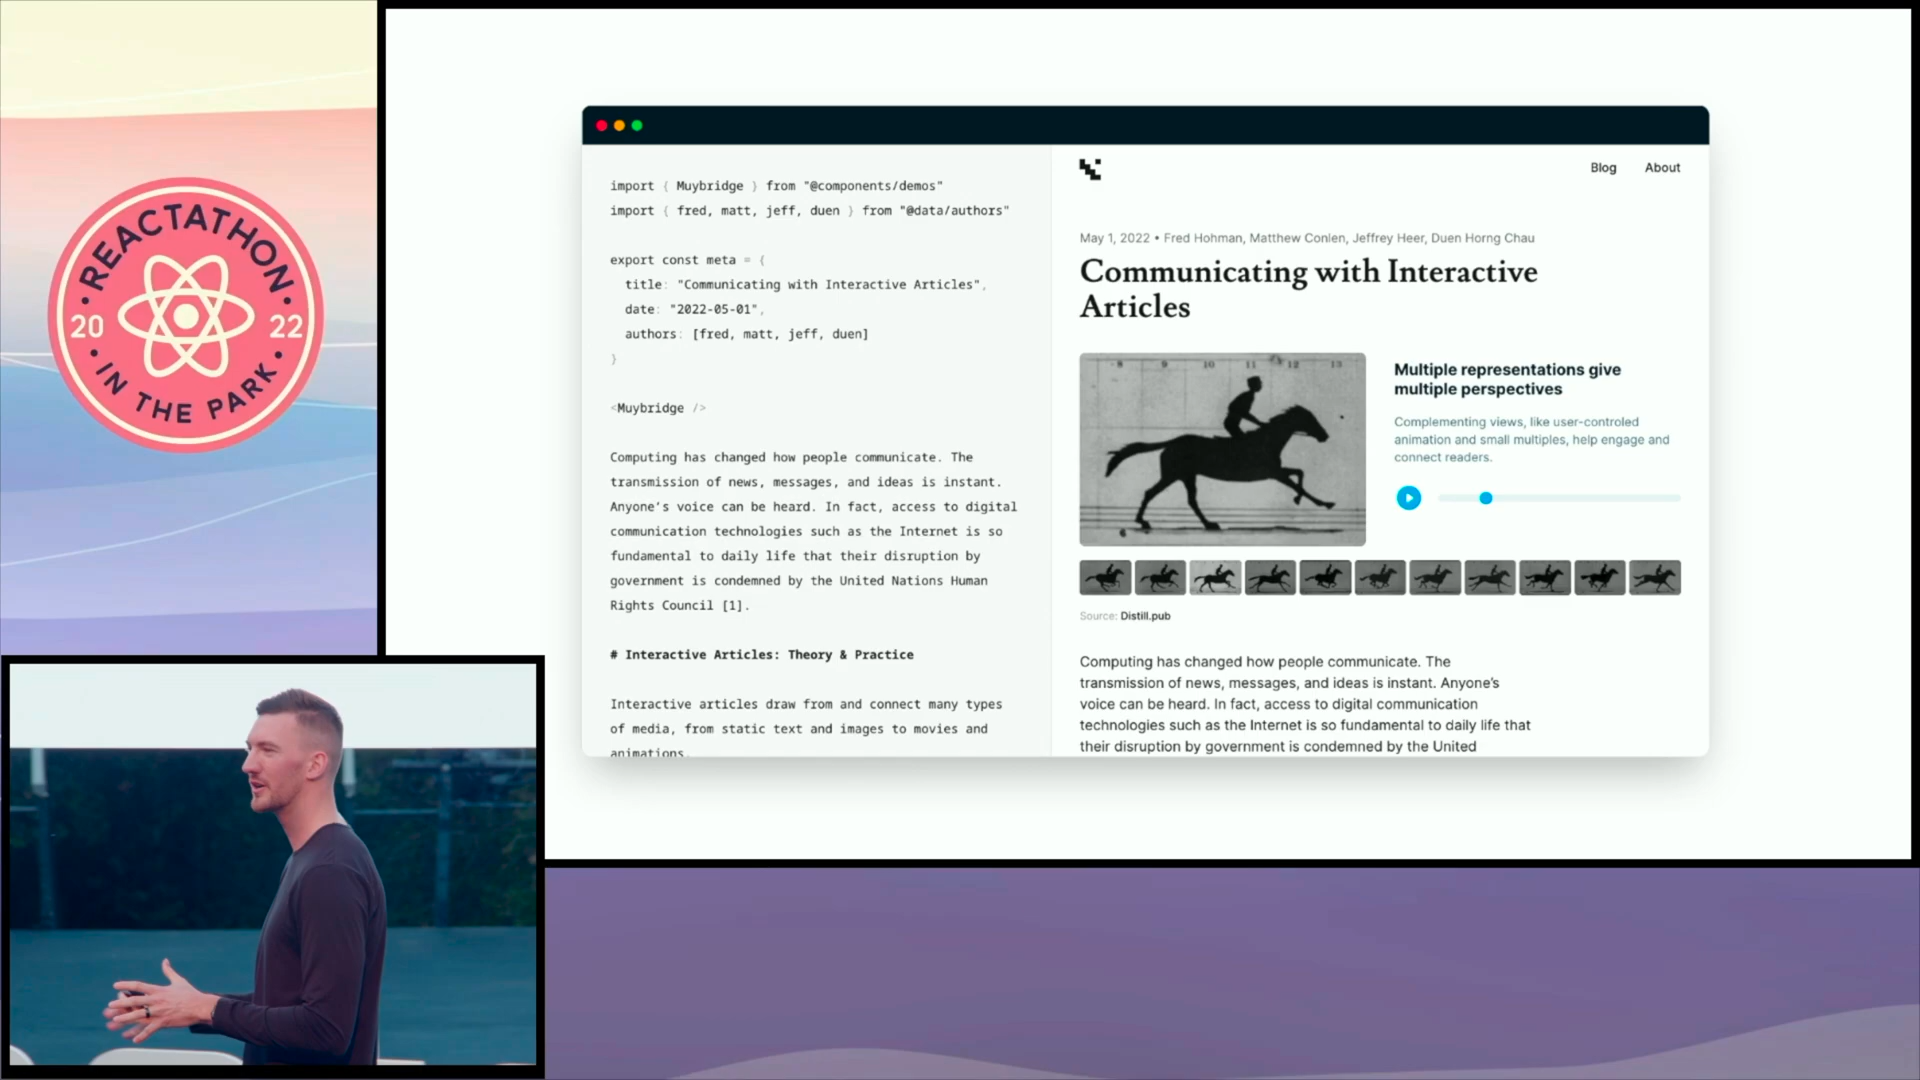 REACTATHON
20 22
IN THE PARK
import { Muybridge } from "@components/demos"
import { fred, matt, jeff, duen } from "@data/authors"
export const meta = {
title: "Communicating with Interactive Articles",
date: "2022-05-01",
authors: [fred, matt, jeff, duen]
}
<Muybridge />
Computing has changed how people communicate. The
transmission of news, messages, and ideas is instant.
Anyone's voice can be heard. In fact, access to digital
communication technologies such as the Internet is so
fundamental to daily life that their disruption by
government is condemned by the United Nations Human
Rights Council [1].
# Interactive Articles: Theory & Practice
Interactive articles draw from and connect many types
of media, from static text and images to movies and
animations.
Blog About
May 1, 2022 • Fred Hohman, Matthew Conlen, Jeffrey Heer, Duen Horng Chau
Communicating with Interactive
Articles
8 9 10 11 12 13
Multiple representations give
multiple perspectives
Complementing views, like user-controled
animation and small multiples, help engage and
connect readers.
Source: Distill.pub
Computing has changed how people communicate. The
transmission of news, messages, and ideas is instant. Anyone's
voice can be heard. In fact, access to digital communication
technologies such as the Internet is so fundamental to daily life that
their disruption by government is condemned by the United